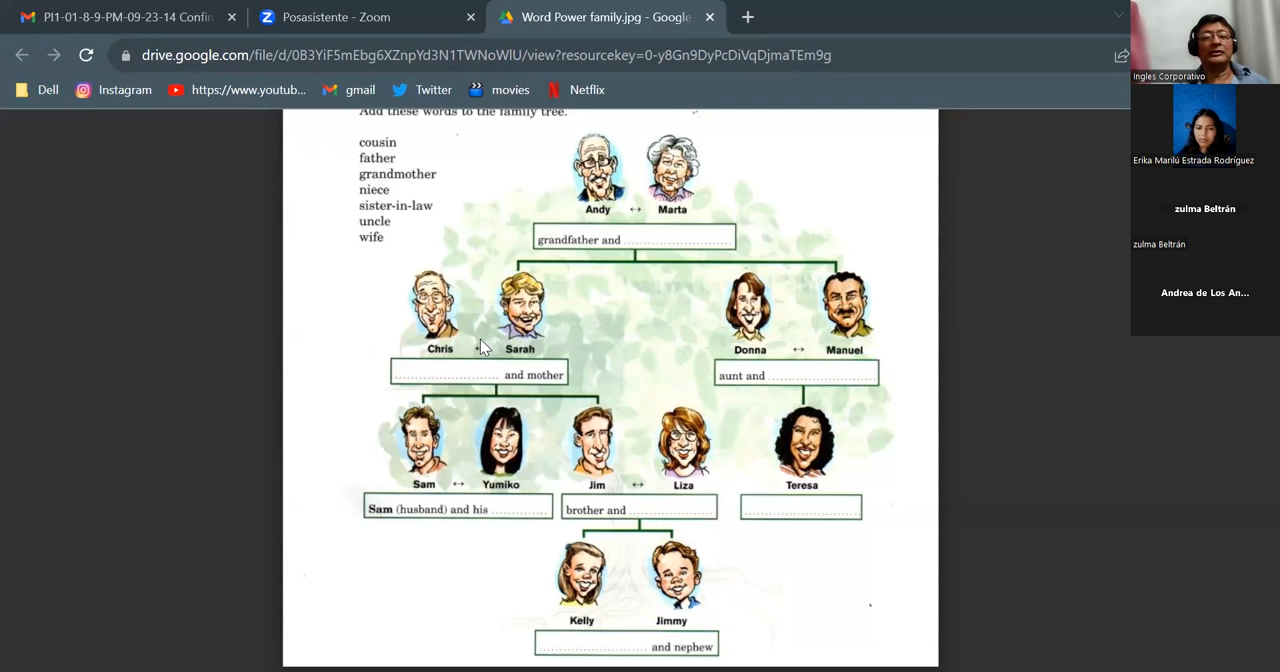 PI1-01-8-9-PM-09-23-14 Confir
Posasistente - Zoom
Word Power family.jpg - Google
drive.google.com/file/d/0B3YiF5mEbg6XZnpYd3N1TWNoWlU/view?resourcekey=0-y8Gn9DyPcDiVqDjmaTEm9g
Dell
Instagram
https://www.youtub...
gmail
Twitter
movies
Netflix
Ingles Corporativo
Erika Marilú Estrada Rodríguez
zulma Beltrán
zulma Beltrán
Andrea de Los An...
Add these words to the family tree.
cousin
father
grandmother
niece
sister-in-law
uncle
wife
Andy ↔ Marta
grandfather and ........................
Chris Sarah
Donna ↔ Manuel
........................ and mother
aunt and ........................
Sam ↔ Yumiko
Jim ↔ Liza
Teresa
Sam (husband) and his ............
brother and ..................
..........................
Kelly Jimmy
........................ and nephew